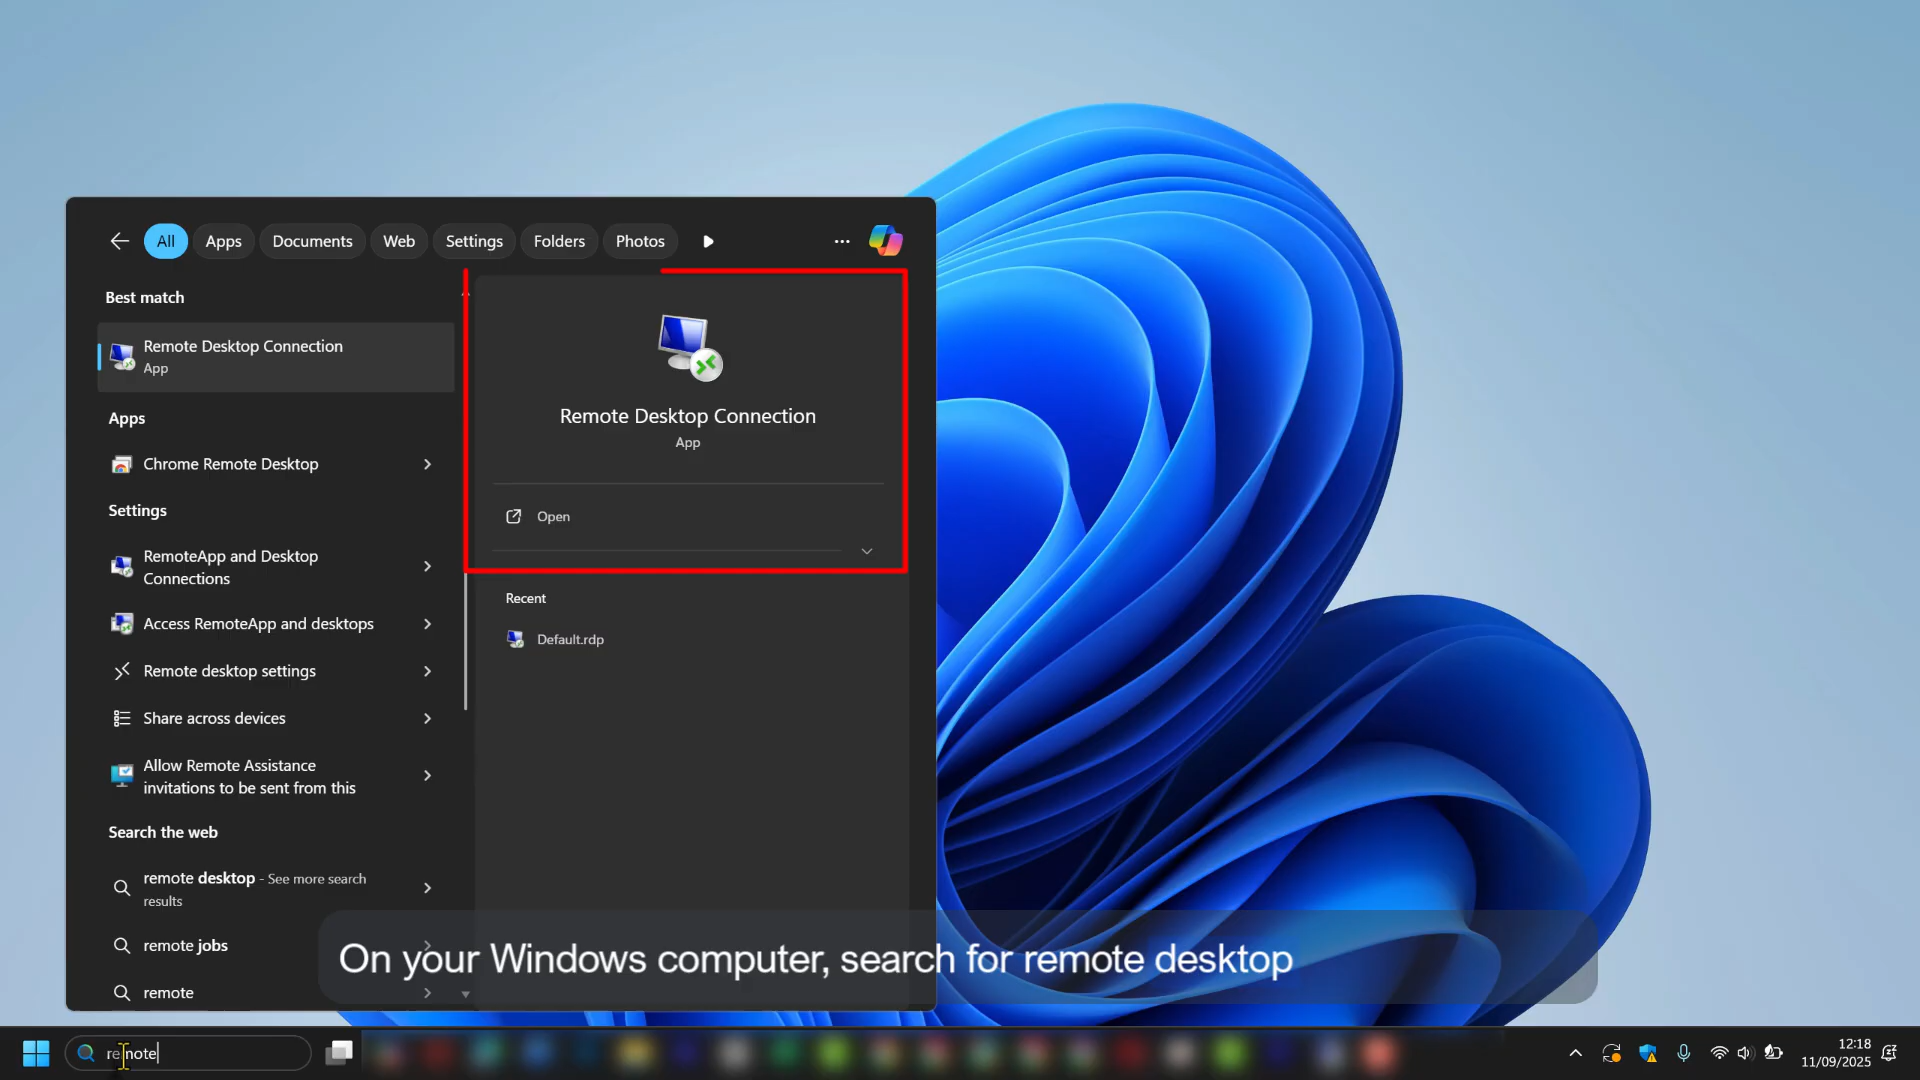 All
Apps
Documents
Web
Settings
Folders
Photos
Best match
Remote Desktop Connection
App
Apps
Chrome Remote Desktop
Settings
RemoteApp and Desktop
Connections
Access RemoteApp and desktops
Remote desktop settings
Share across devices
Allow Remote Assistance
invitations to be sent from this
Search the web
remote desktop - See more search
results
remote jobs
remote
Remote Desktop Connection
App
Open
Recent
Default.rdp
On your Windows computer, search for remote desktop
remote
12:18
11/09/2025